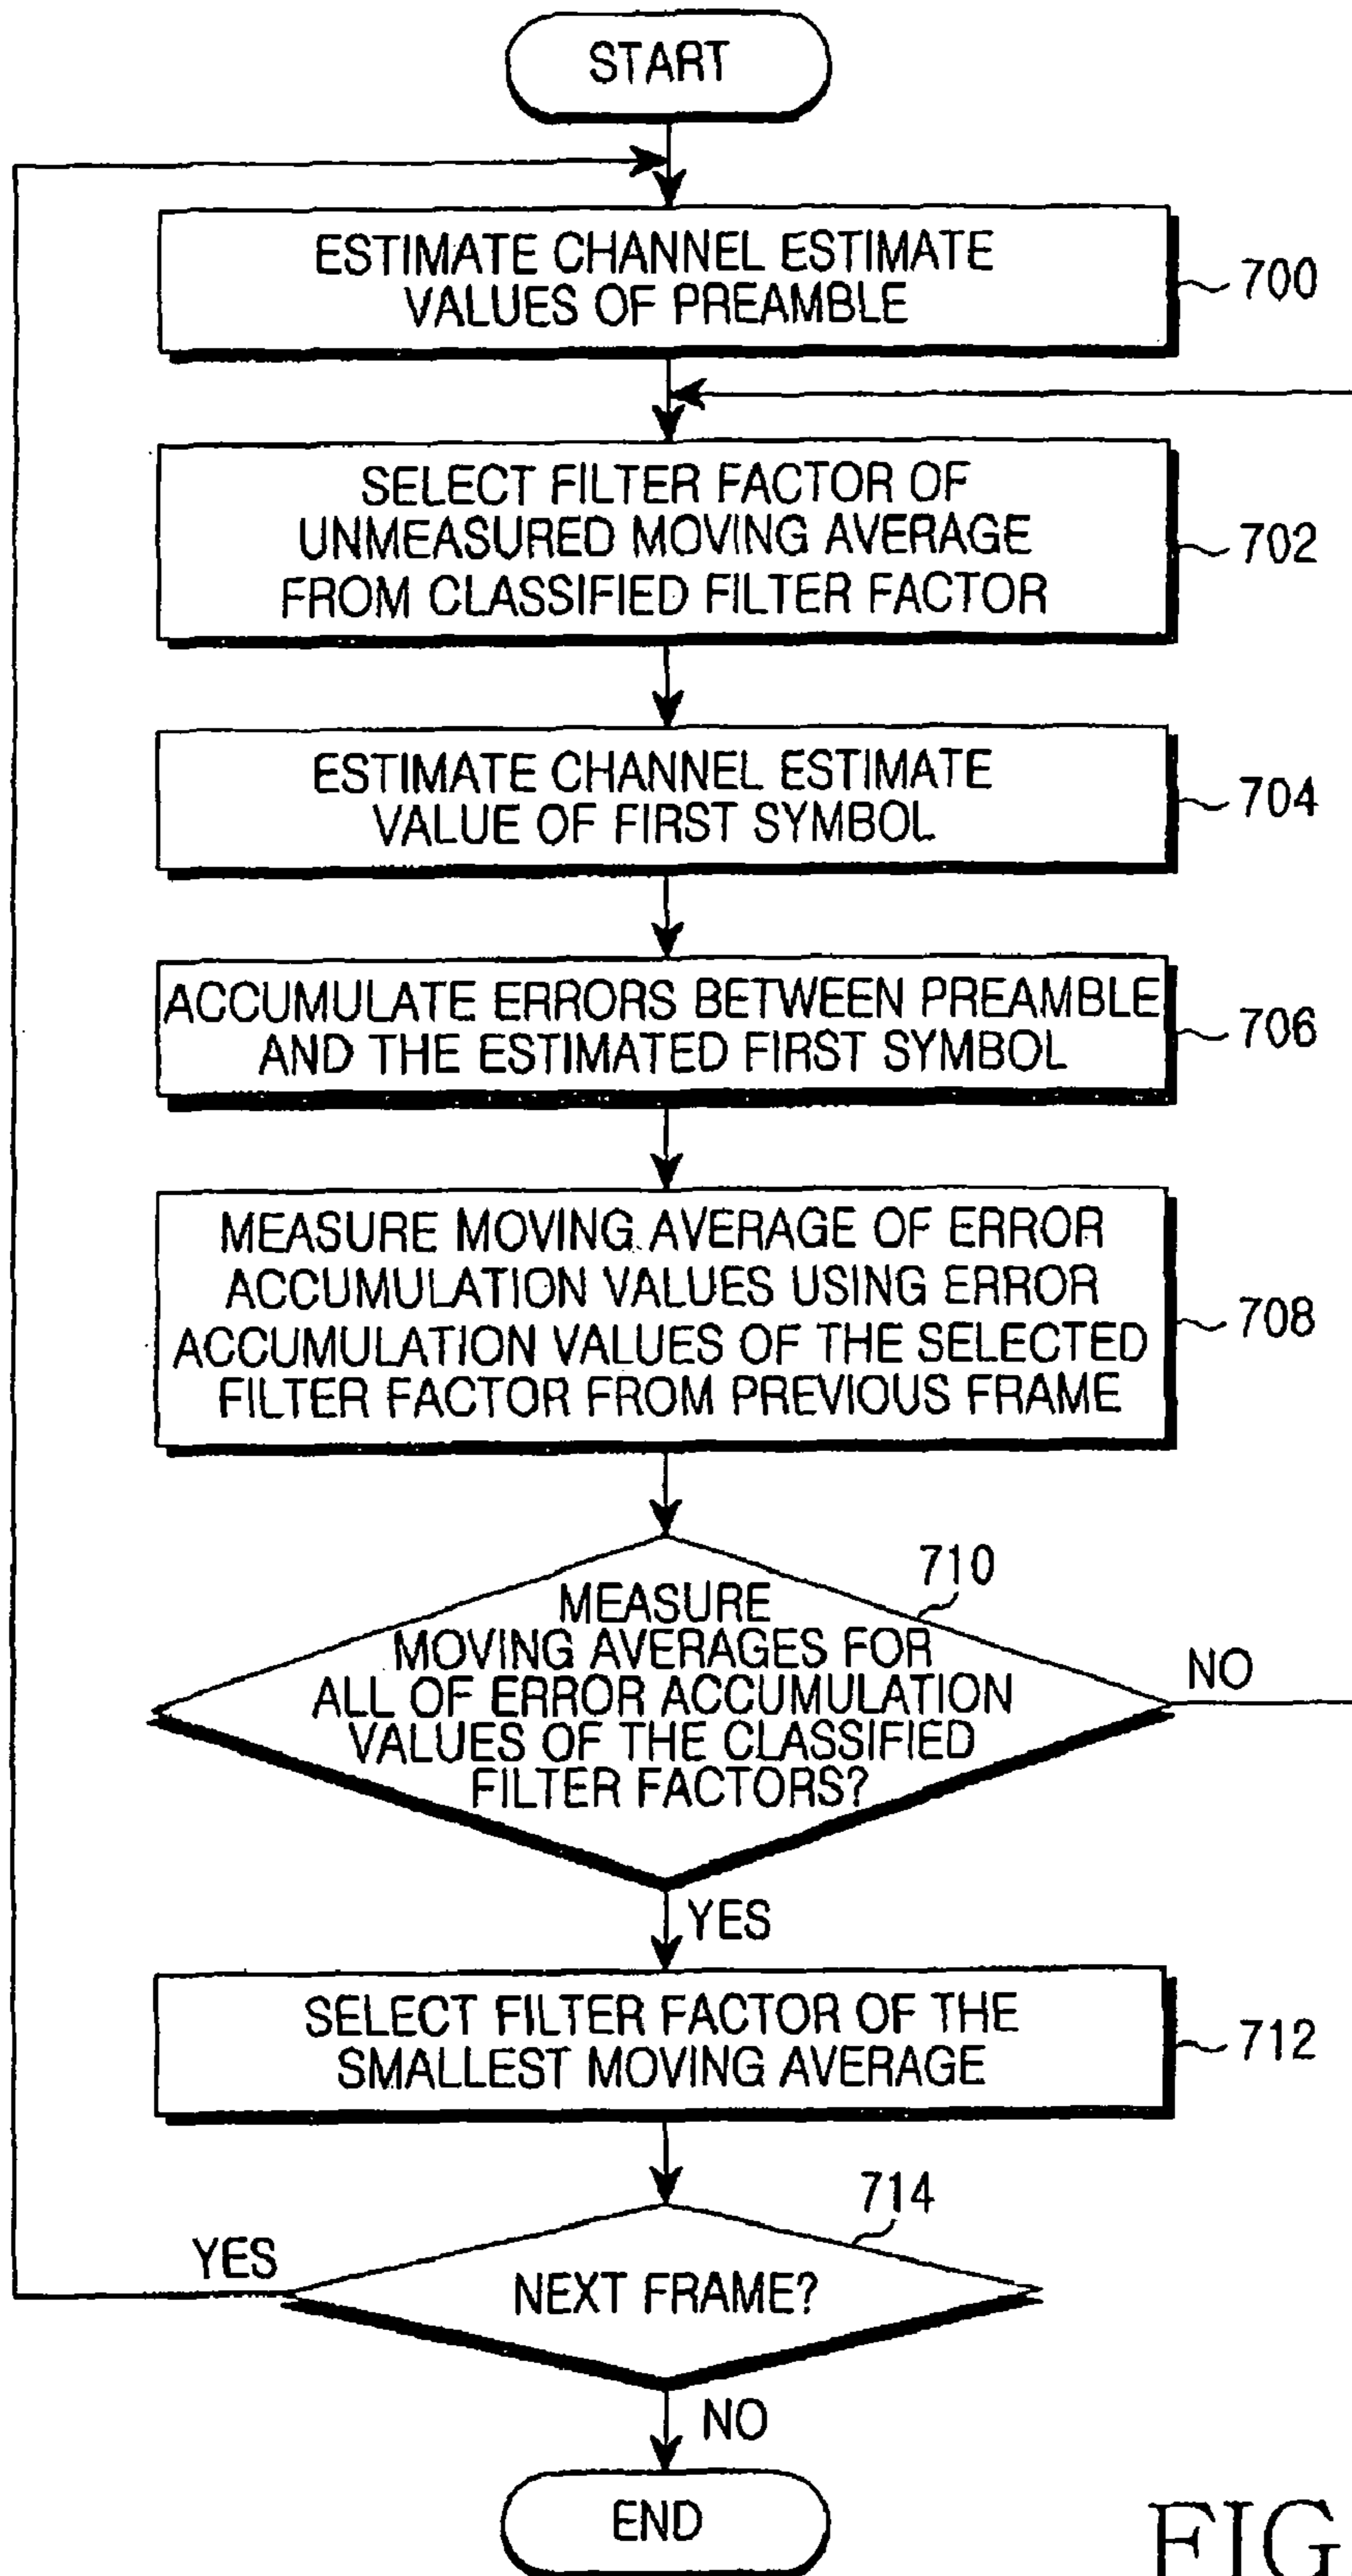 START
ESTIMATE CHANNEL ESTIMATE
VALUES OF PREAMBLE
700
SELECT FILTER FACTOR OF
UNMEASURED MOVING AVERAGE
FROM CLASSIFIED FILTER FACTOR
702
ESTIMATE CHANNEL ESTIMATE
VALUE OF FIRST SYMBOL
704
ACCUMULATE ERRORS BETWEEN PREAMBLE
AND THE ESTIMATED FIRST SYMBOL
706
MEASURE MOVING AVERAGE OF ERROR
ACCUMULATION VALUES USING ERROR
ACCUMULATION VALUES OF THE SELECTED
FILTER FACTOR FROM PREVIOUS FRAME
708
710
MEASURE
MOVING AVERAGES FOR
ALL OF ERROR ACCUMULATION
VALUES OF THE CLASSIFIED
FILTER FACTORS?
NO
YES
SELECT FILTER FACTOR OF THE
SMALLEST MOVING AVERAGE
712
714
YES
NEXT FRAME?
NO
END
FIG.